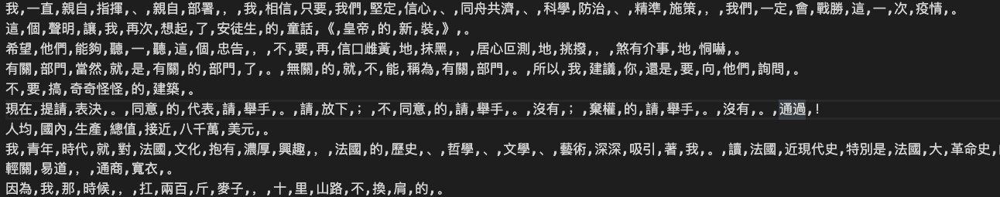 我,一直,親自,指揮,、,親自,部署,，,我,相信,只要,我們,堅定,信心,、,同舟共濟,、,科學,防治,、,精準,施策,，,我們,一定,會,戰勝,這,一,次,疫情,。
這,個,聲明,讓,我,再次,想起,了,安徒生,的,童話,《,皇帝,的,新,裝,》,。
希望,他們,能夠,聽,一,聽,這,個,忠告,，,不,要,再,信口雌黃,地,抹黑,，,居心叵測,地,挑撥,，,煞有介事,地,恫嚇,。
有關,部門,當然,就,是,有關,的,部門,了,。,無關,的,就,不,能,稱為,有關,部門,。,所以,我,建議,你,還是,要,向,他們,詢問,。
不,要,搞,奇奇怪怪,的,建築,。
現在,提請,表決,。,同意,的,代表,請,舉手,。,請,放下,；,不,同意,的,請,舉手,。,沒有,；,棄權,的,請,舉手,。,沒有,。,通過,！
人均,國內,生產,總值,接近,八千萬,美元,。
我,青年,時代,就,對,法國,文化,抱有,濃厚,興趣,，,法國,的,歷史,、,哲學,、,文學,、,藝術,深深,吸引,著,我,。,讀,法國,近現代史,特別是,法國,大,革命史,
輕關,易道,，,通商,寬衣,。
因為,我,那,時候,，,扛,兩百,斤,麥子,，,十,里,山路,不,換,肩,的,。